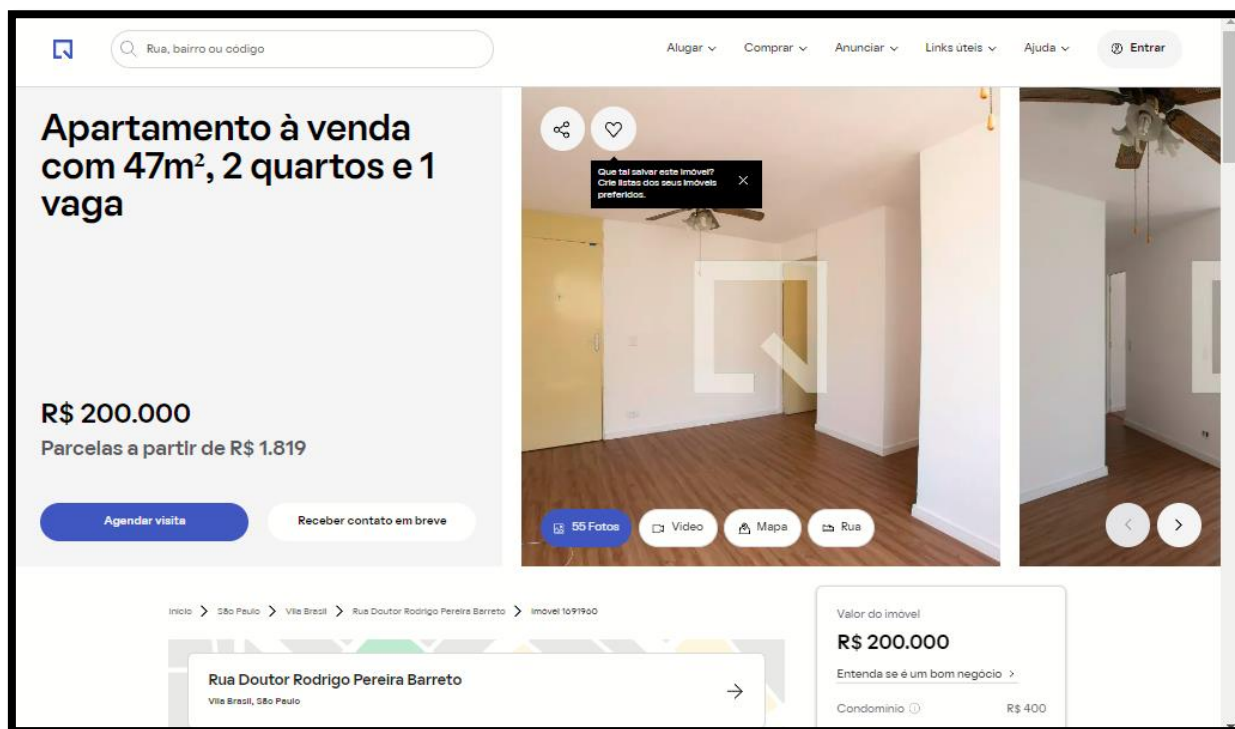 Rua, bairro ou código
Alugar
Comprar
Anunciar
Links úteis
Ajuda
Entrar
Apartamento à venda
com 47m², 2 quartos e 1
vaga
R$ 200.000
Parcelas a partir de R$ 1.819
Agendar visita
Receber contato em breve
Que tal salvar este imóvel?
Crie listas dos seus imóveis
preferidos.
55 Fotos
Vídeo
Mapa
Rua
Início > São Paulo > Vila Brasil > Rua Doutor Rodrigo Pereira Barreto > Imóvel 1691960
Rua Doutor Rodrigo Pereira Barreto
Vila Brasil, São Paulo
Valor do imóvel
R$ 200.000
Entenda se é um bom negócio >
Condomínio
R$ 400